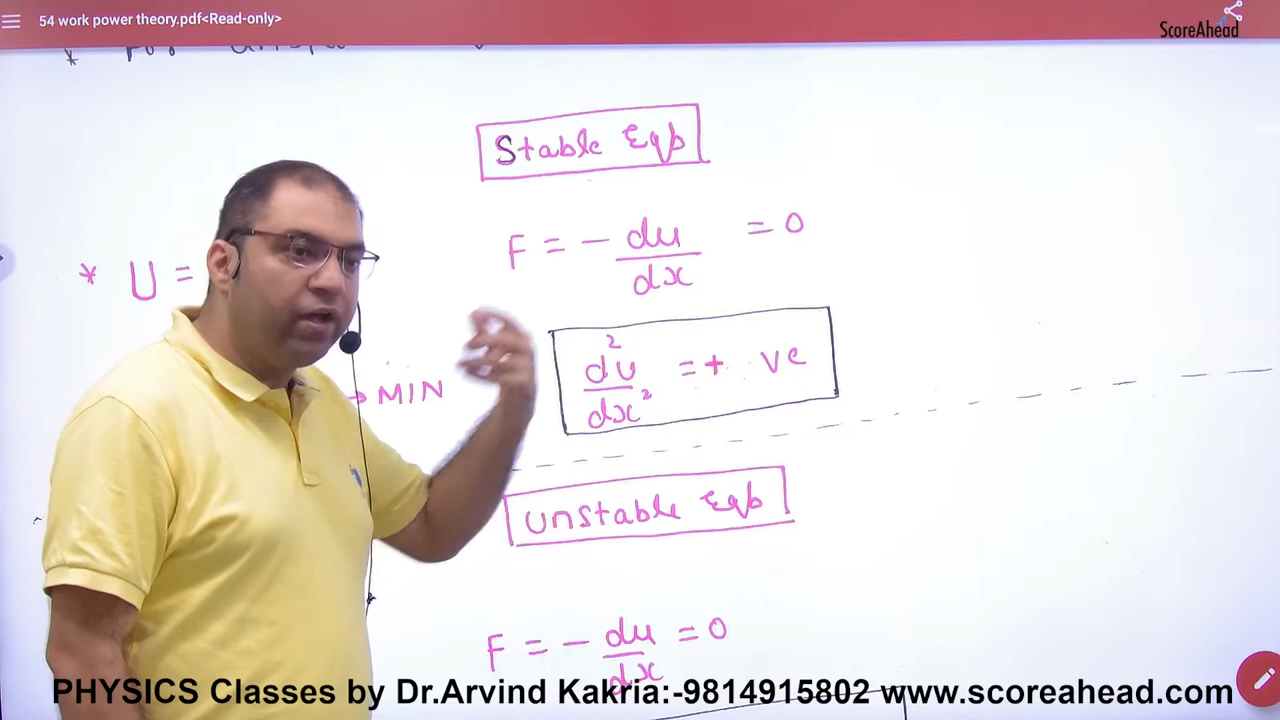 54 work power theory.pdf<Read-only>
ScoreAhead
Stable Eqb
F = - du/dx = 0
* U =
→ MIN
d²u/dx² = + ve
Unstable Eqb
F = - du/dx = 0
PHYSICS Classes by Dr.Arvind Kakria:-9814915802 www.scoreahead.com